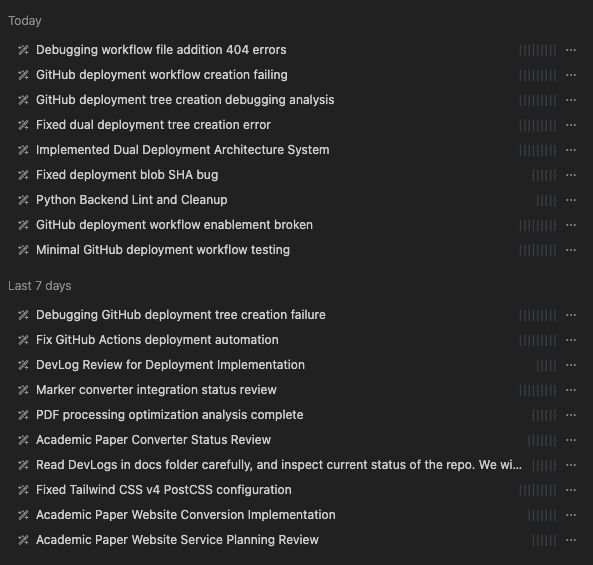 Today
Debugging workflow file addition 404 errors
GitHub deployment workflow creation failing
GitHub deployment tree creation debugging analysis
Fixed dual deployment tree creation error
Implemented Dual Deployment Architecture System
Fixed deployment blob SHA bug
Python Backend Lint and Cleanup
GitHub deployment workflow enablement broken
Minimal GitHub deployment workflow testing
Last 7 days
Debugging GitHub deployment tree creation failure
Fix GitHub Actions deployment automation
DevLog Review for Deployment Implementation
Marker converter integration status review
PDF processing optimization analysis complete
Academic Paper Converter Status Review
Read DevLogs in docs folder carefully, and inspect current status of the repo. We wi...
Fixed Tailwind CSS v4 PostCSS configuration
Academic Paper Website Conversion Implementation
Academic Paper Website Service Planning Review